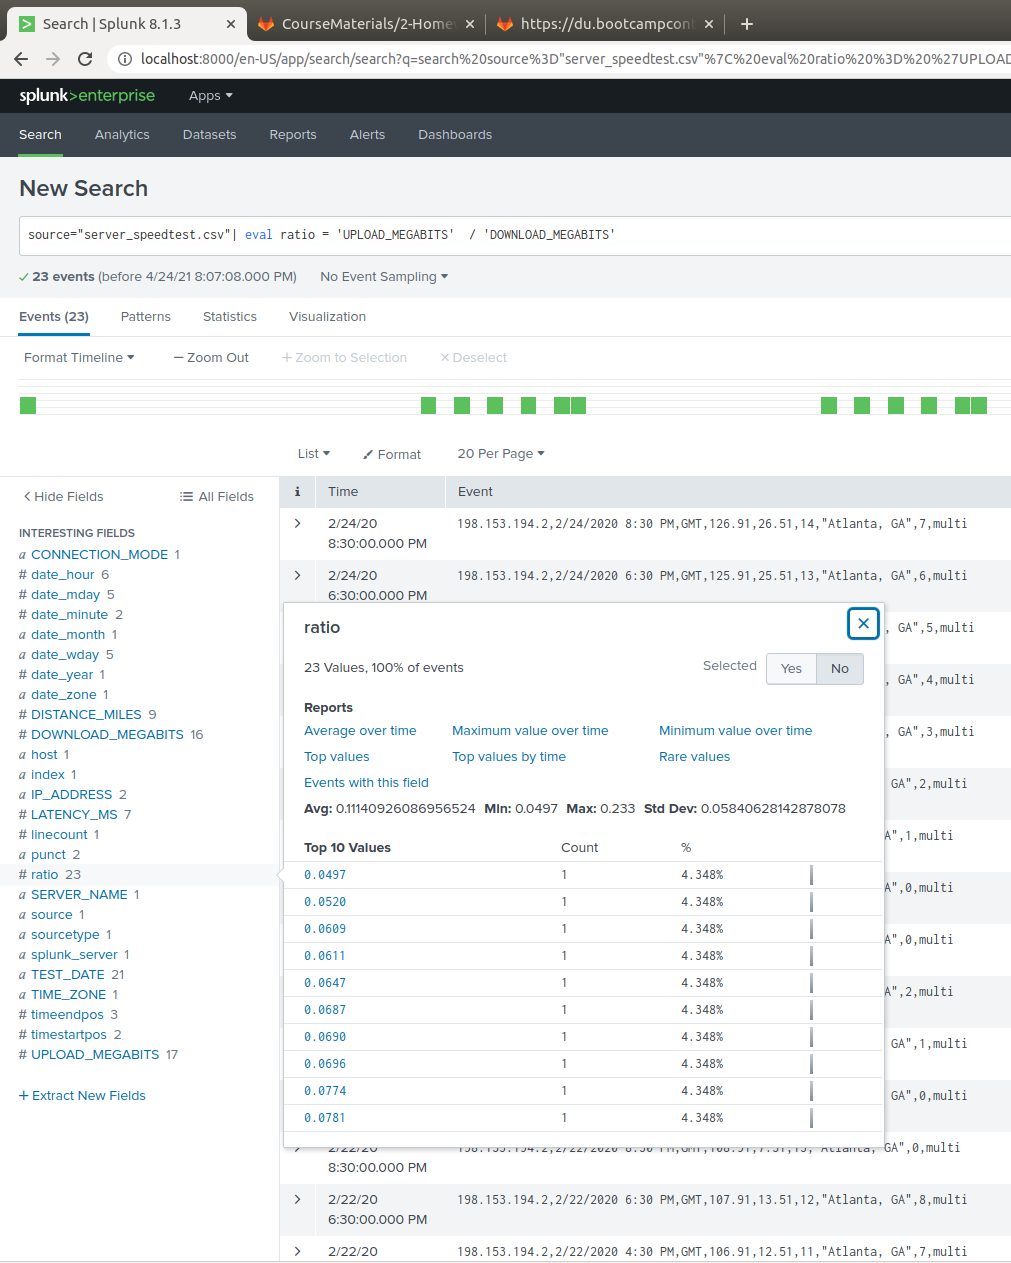 Search | Splunk 8.1.3
CourseMaterials/2-Home
https://du.bootcampcont
localhost:8000/en-US/app/search/search?q=search%20source%3D"server_speedtest.csv"%7C%20eval%20ratio%20%3D%20%27UPLOAD
splunk>enterprise Apps
Search Analytics Datasets Reports Alerts Dashboards
New Search
source="server_speedtest.csv"| eval ratio = 'UPLOAD_MEGABITS' / 'DOWNLOAD_MEGABITS'
23 events (before 4/24/21 8:07:08.000 PM) No Event Sampling
Events (23) Patterns Statistics Visualization
Format Timeline — Zoom Out + Zoom to Selection × Deselect
List Format 20 Per Page
< Hide Fields All Fields
i Time Event
INTERESTING FIELDS
a CONNECTION_MODE 1
# date_hour 6
# date_mday 5
# date_minute 2
a date_month 1
a date_wday 5
# date_year 1
a date_zone 1
# DISTANCE_MILES 9
# DOWNLOAD_MEGABITS 16
a host 1
a index 1
a IP_ADDRESS 2
# LATENCY_MS 7
# linecount 1
a punct 2
# ratio 23
a SERVER_NAME 1
a source 1
a sourcetype 1
a splunk_server 1
a TEST_DATE 21
a TIME_ZONE 1
# timeendpos 3
# timestartpos 2
# UPLOAD_MEGABITS 17
+ Extract New Fields
> 2/24/20 198.153.194.2,2/24/2020 8:30 PM,GMT,126.91,26.51,14,"Atlanta, GA",7,multi
8:30:00.000 PM
> 2/24/20 198.153.194.2,2/24/2020 6:30 PM,GMT,125.91,25.51,13,"Atlanta, GA",6,multi
6:30:00.000 PM
ratio
23 Values, 100% of events Selected Yes No
Reports
Average over time Maximum value over time Minimum value over time
Top values Top values by time Rare values
Events with this field
Avg: 0.11140926086956524 Min: 0.0497 Max: 0.233 Std Dev: 0.05840628142878078
Top 10 Values Count %
0.0497 1 4.348%
0.0520 1 4.348%
0.0609 1 4.348%
0.0611 1 4.348%
0.0647 1 4.348%
0.0687 1 4.348%
0.0690 1 4.348%
0.0696 1 4.348%
0.0774 1 4.348%
0.0781 1 4.348%
, GA",5,multi
, GA",4,multi
, GA",3,multi
GA",2,multi
A",1,multi
A",0,multi
A",0,multi
A",2,multi
GA",1,multi
GA",0,multi
> 2/22/20 GA",0,multi
8:30:00.000 PM
> 2/22/20 198.153.194.2,2/22/2020 6:30 PM,GMT,107.91,13.51,12,"Atlanta, GA",8,multi
6:30:00.000 PM
> 2/22/20 198.153.194.2,2/22/2020 4:30 PM,GMT,106.91,12.51,11,"Atlanta, GA",7,multi